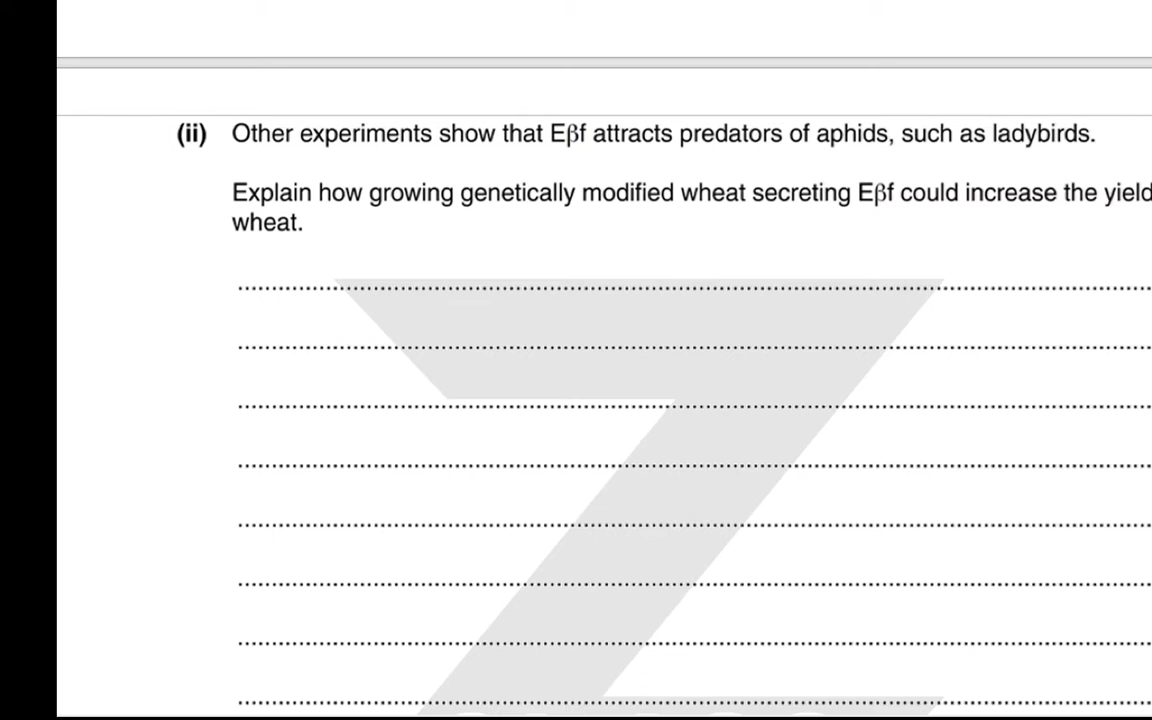 (ii) Other experiments show that Eβf attracts predators of aphids, such as ladybirds.
Explain how growing genetically modified wheat secreting Eβf could increase the yield
wheat.